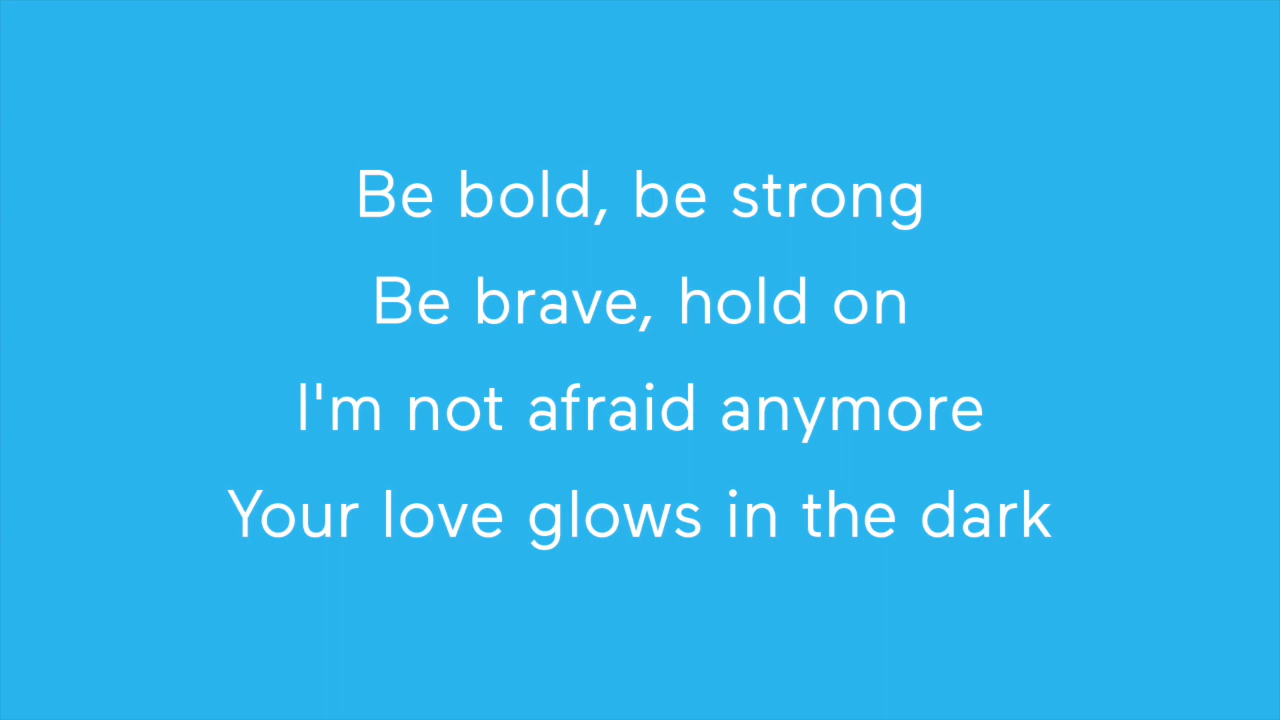 Be bold, be strong
Be brave, hold on
I'm not afraid anymore
Your love glows in the dark